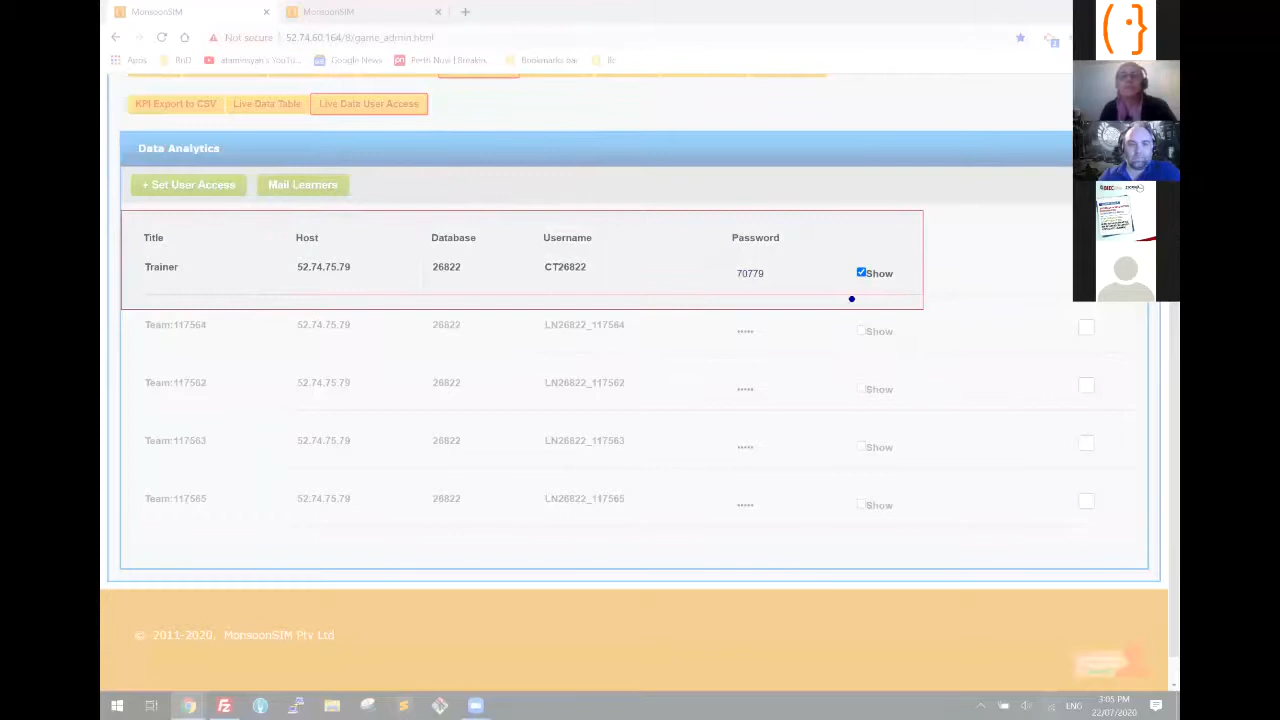 MonsoonSIM
MonsoonSIM
Not secure 52.74.60.164/8/game_admin.html
Apps RnD Google News Perth Now | Breakin Bookmarks bar
KPI Export to CSV Live Data Table Live Data User Access
Data Analytics
+ Set User Access Mail Learners
Title Host Database Username Password
Trainer 52.74.75.79 26822 CT26822 70779 Show
Team:117564 52.74.75.79 26822 LN26822_117564 ••••• Show
Team:117562 52.74.75.79 26822 LN26822_117562 ••••• Show
Team:117563 52.74.75.79 26822 LN26822_117563 ••••• Show
Team:117565 52.74.75.79 26822 LN26822_117565 ••••• Show
© 2011-2020, MonsoonSIM Pty Ltd
ENG
3:05 PM
22/07/2020